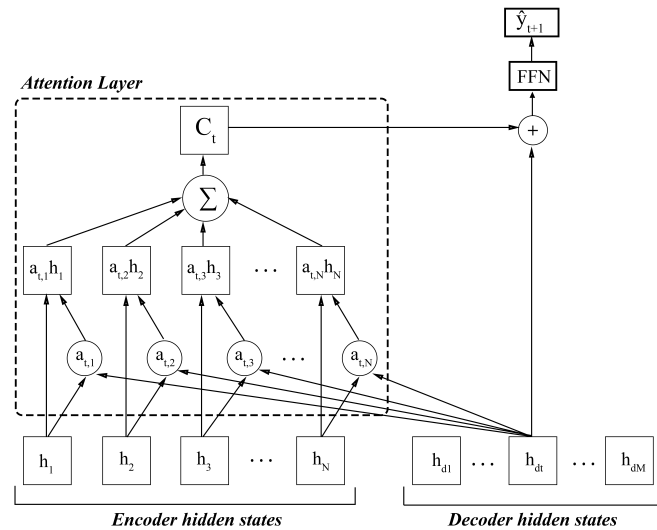 ŷt+1
FFN
Attention Layer
Ct
+
Σ
at,1h1 at,2h2 at,3h3 ... at,NhN
at,1 at,2 at,3 ... at,N
h1 h2 h3 ... hN hd1 ... hdt ... hdM
Encoder hidden states Decoder hidden states